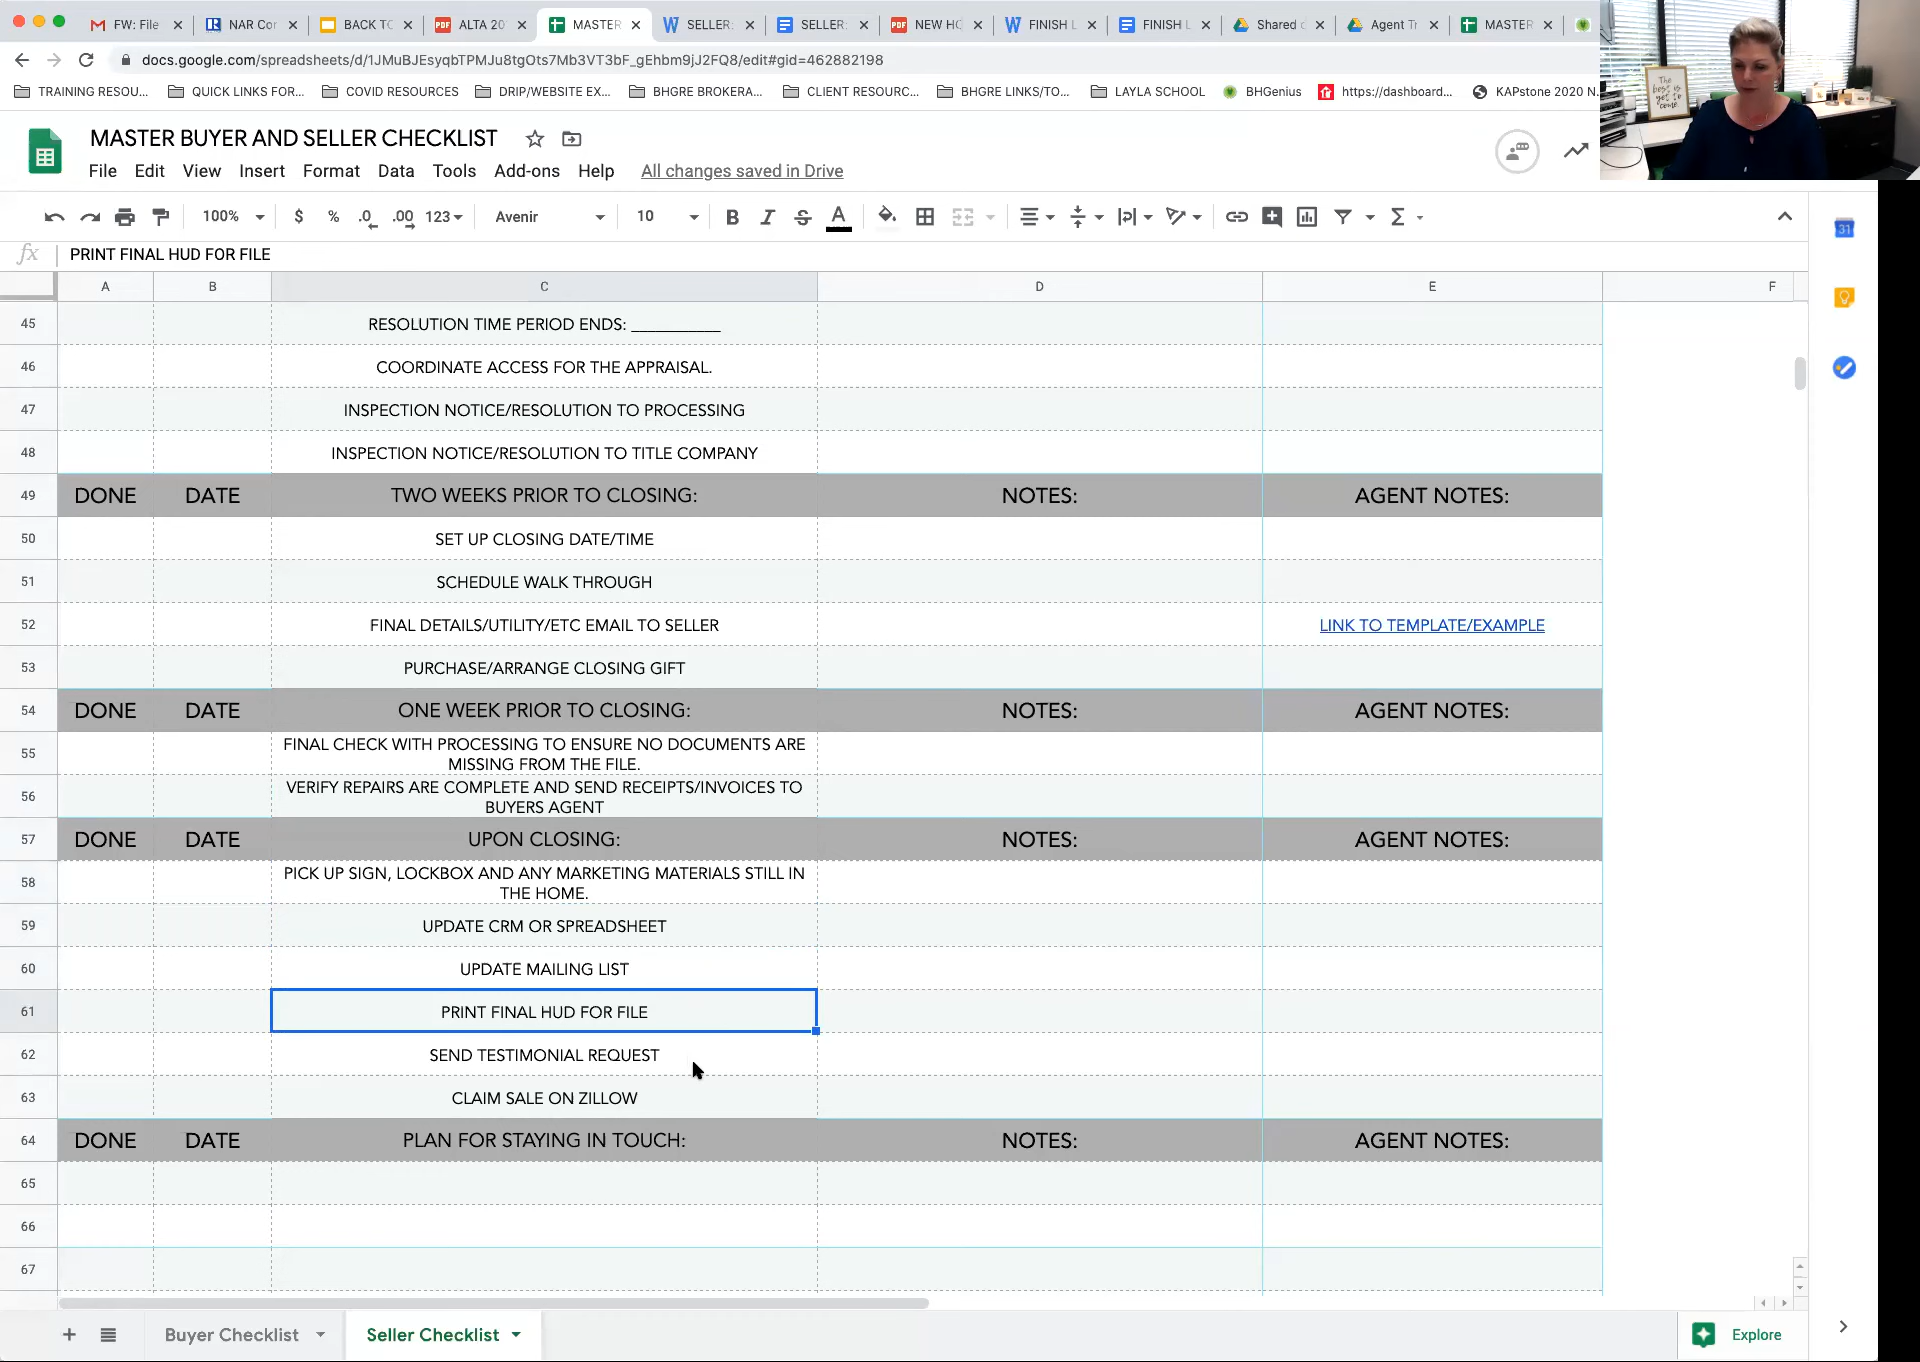 FW: File
NAR Cor
BACK TO
ALTA 20
MASTER
SELLER:
SELLER:
NEW HO
FINISH L
FINISH L
Shared
Agent Tr
MASTER
docs.google.com/spreadsheets/d/1JMuBJEsyqbTPMJu8tgOts7Mb3VT3bF_gEhbm9jJ2FQ8/edit#gid=462882198
TRAINING RESOU...
QUICK LINKS FOR...
COVID RESOURCES
DRIP/WEBSITE EX...
BHGRE BROKERA...
CLIENT RESOURC...
BHGRE LINKS/TO...
LAYLA SCHOOL
BHGenius
https://dashboard...
KAPstone 2020 N.
The best is yet to come
MASTER BUYER AND SELLER CHECKLIST
File Edit View Insert Format Data Tools Add-ons Help All changes saved in Drive
100% $ % .0 .00 123 Avenir 10 B I S A
fx PRINT FINAL HUD FOR FILE
A B C D E F
45 RESOLUTION TIME PERIOD ENDS: ___________
46 COORDINATE ACCESS FOR THE APPRAISAL.
47 INSPECTION NOTICE/RESOLUTION TO PROCESSING
48 INSPECTION NOTICE/RESOLUTION TO TITLE COMPANY
49 DONE DATE TWO WEEKS PRIOR TO CLOSING: NOTES: AGENT NOTES:
50 SET UP CLOSING DATE/TIME
51 SCHEDULE WALK THROUGH
52 FINAL DETAILS/UTILITY/ETC EMAIL TO SELLER LINK TO TEMPLATE/EXAMPLE
53 PURCHASE/ARRANGE CLOSING GIFT
54 DONE DATE ONE WEEK PRIOR TO CLOSING: NOTES: AGENT NOTES:
55 FINAL CHECK WITH PROCESSING TO ENSURE NO DOCUMENTS ARE
MISSING FROM THE FILE.
56 VERIFY REPAIRS ARE COMPLETE AND SEND RECEIPTS/INVOICES TO
BUYERS AGENT
57 DONE DATE UPON CLOSING: NOTES: AGENT NOTES:
58 PICK UP SIGN, LOCKBOX AND ANY MARKETING MATERIALS STILL IN
THE HOME.
59 UPDATE CRM OR SPREADSHEET
60 UPDATE MAILING LIST
61 PRINT FINAL HUD FOR FILE
62 SEND TESTIMONIAL REQUEST
63 CLAIM SALE ON ZILLOW
64 DONE DATE PLAN FOR STAYING IN TOUCH: NOTES: AGENT NOTES:
65
66
67
Buyer Checklist
Seller Checklist
Explore
31